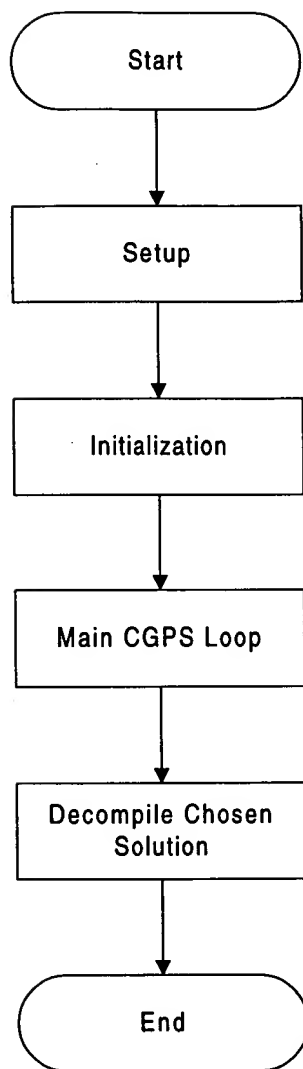 Start
Setup
Initialization
Main CGPS Loop
Decompile Chosen
Solution
End